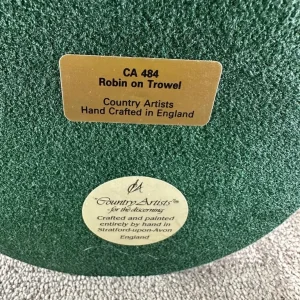 CA 484
Robin on Trowel
Country Artists
Hand Crafted in England
Country Artists
for the discerning
Crafted and painted
entirely by hand in
Stratford-upon-Avon
England